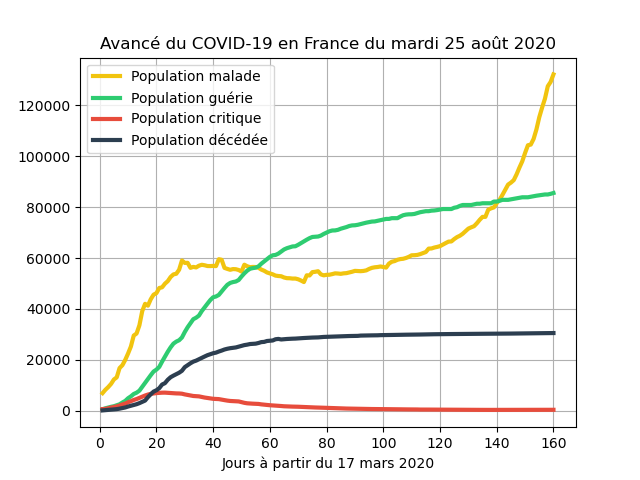 Avancé du COVID-19 en France du mardi 25 août 2020
Population malade
Population guérie
Population critique
Population décédée
120000
100000
80000
60000
40000
20000
0
0 20 40 60 80 100 120 140 160
Jours à partir du 17 mars 2020